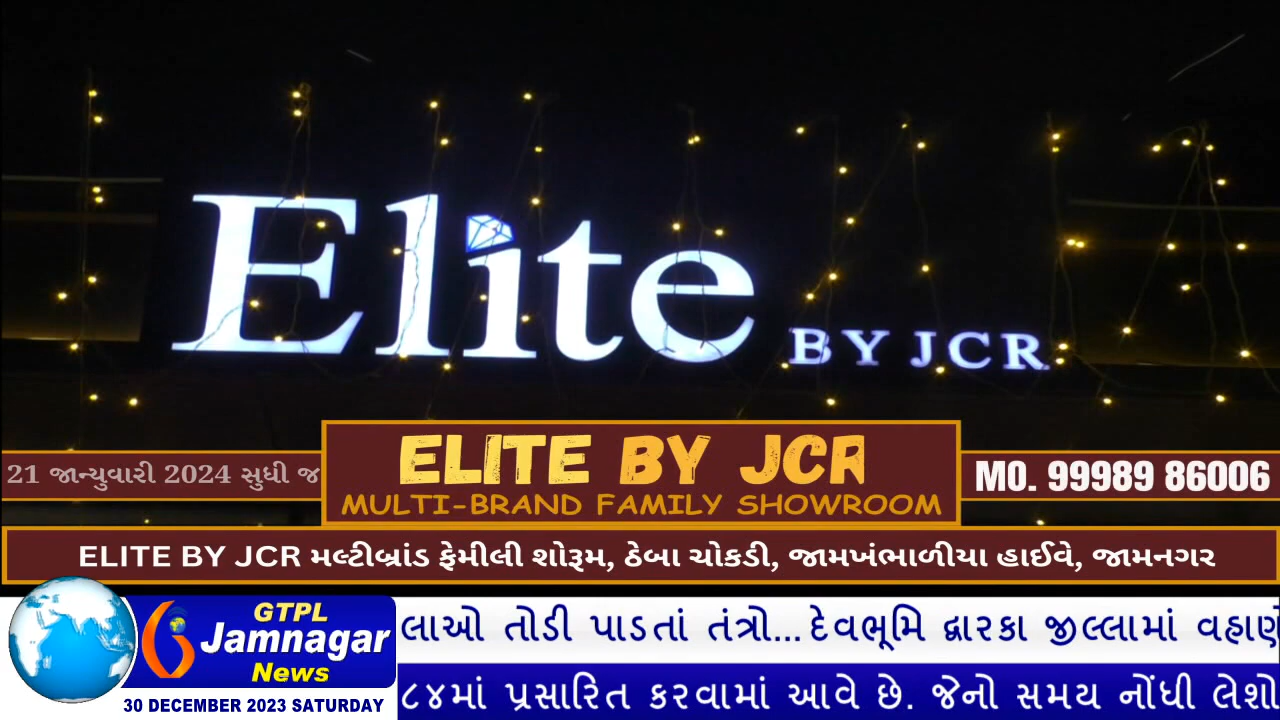 Elite BY JCR
ELITE BY JCR
21 જાન્યુવારી 2024 સુધી જ
MO. 99989 86006
MULTI-BRAND FAMILY SHOWROOM
ELITE BY JCR મલ્ટીબ્રાંડ ફેમીલી શોરૂમ, ઠેબા ચોકડી, જામખંભાળીયા હાઈવે, જામનગર
GTPL
Jamnagar
News
30 DECEMBER 2023 SATURDAY
લાઓ તોડી પાડતાં તંત્રો... દેવભૂમિ દ્વારકા જીલ્લામાં વહાણ
૮૪માં પ્રસારિત કરવામાં આવે છે. જેનો સમય નોંધી લેશો